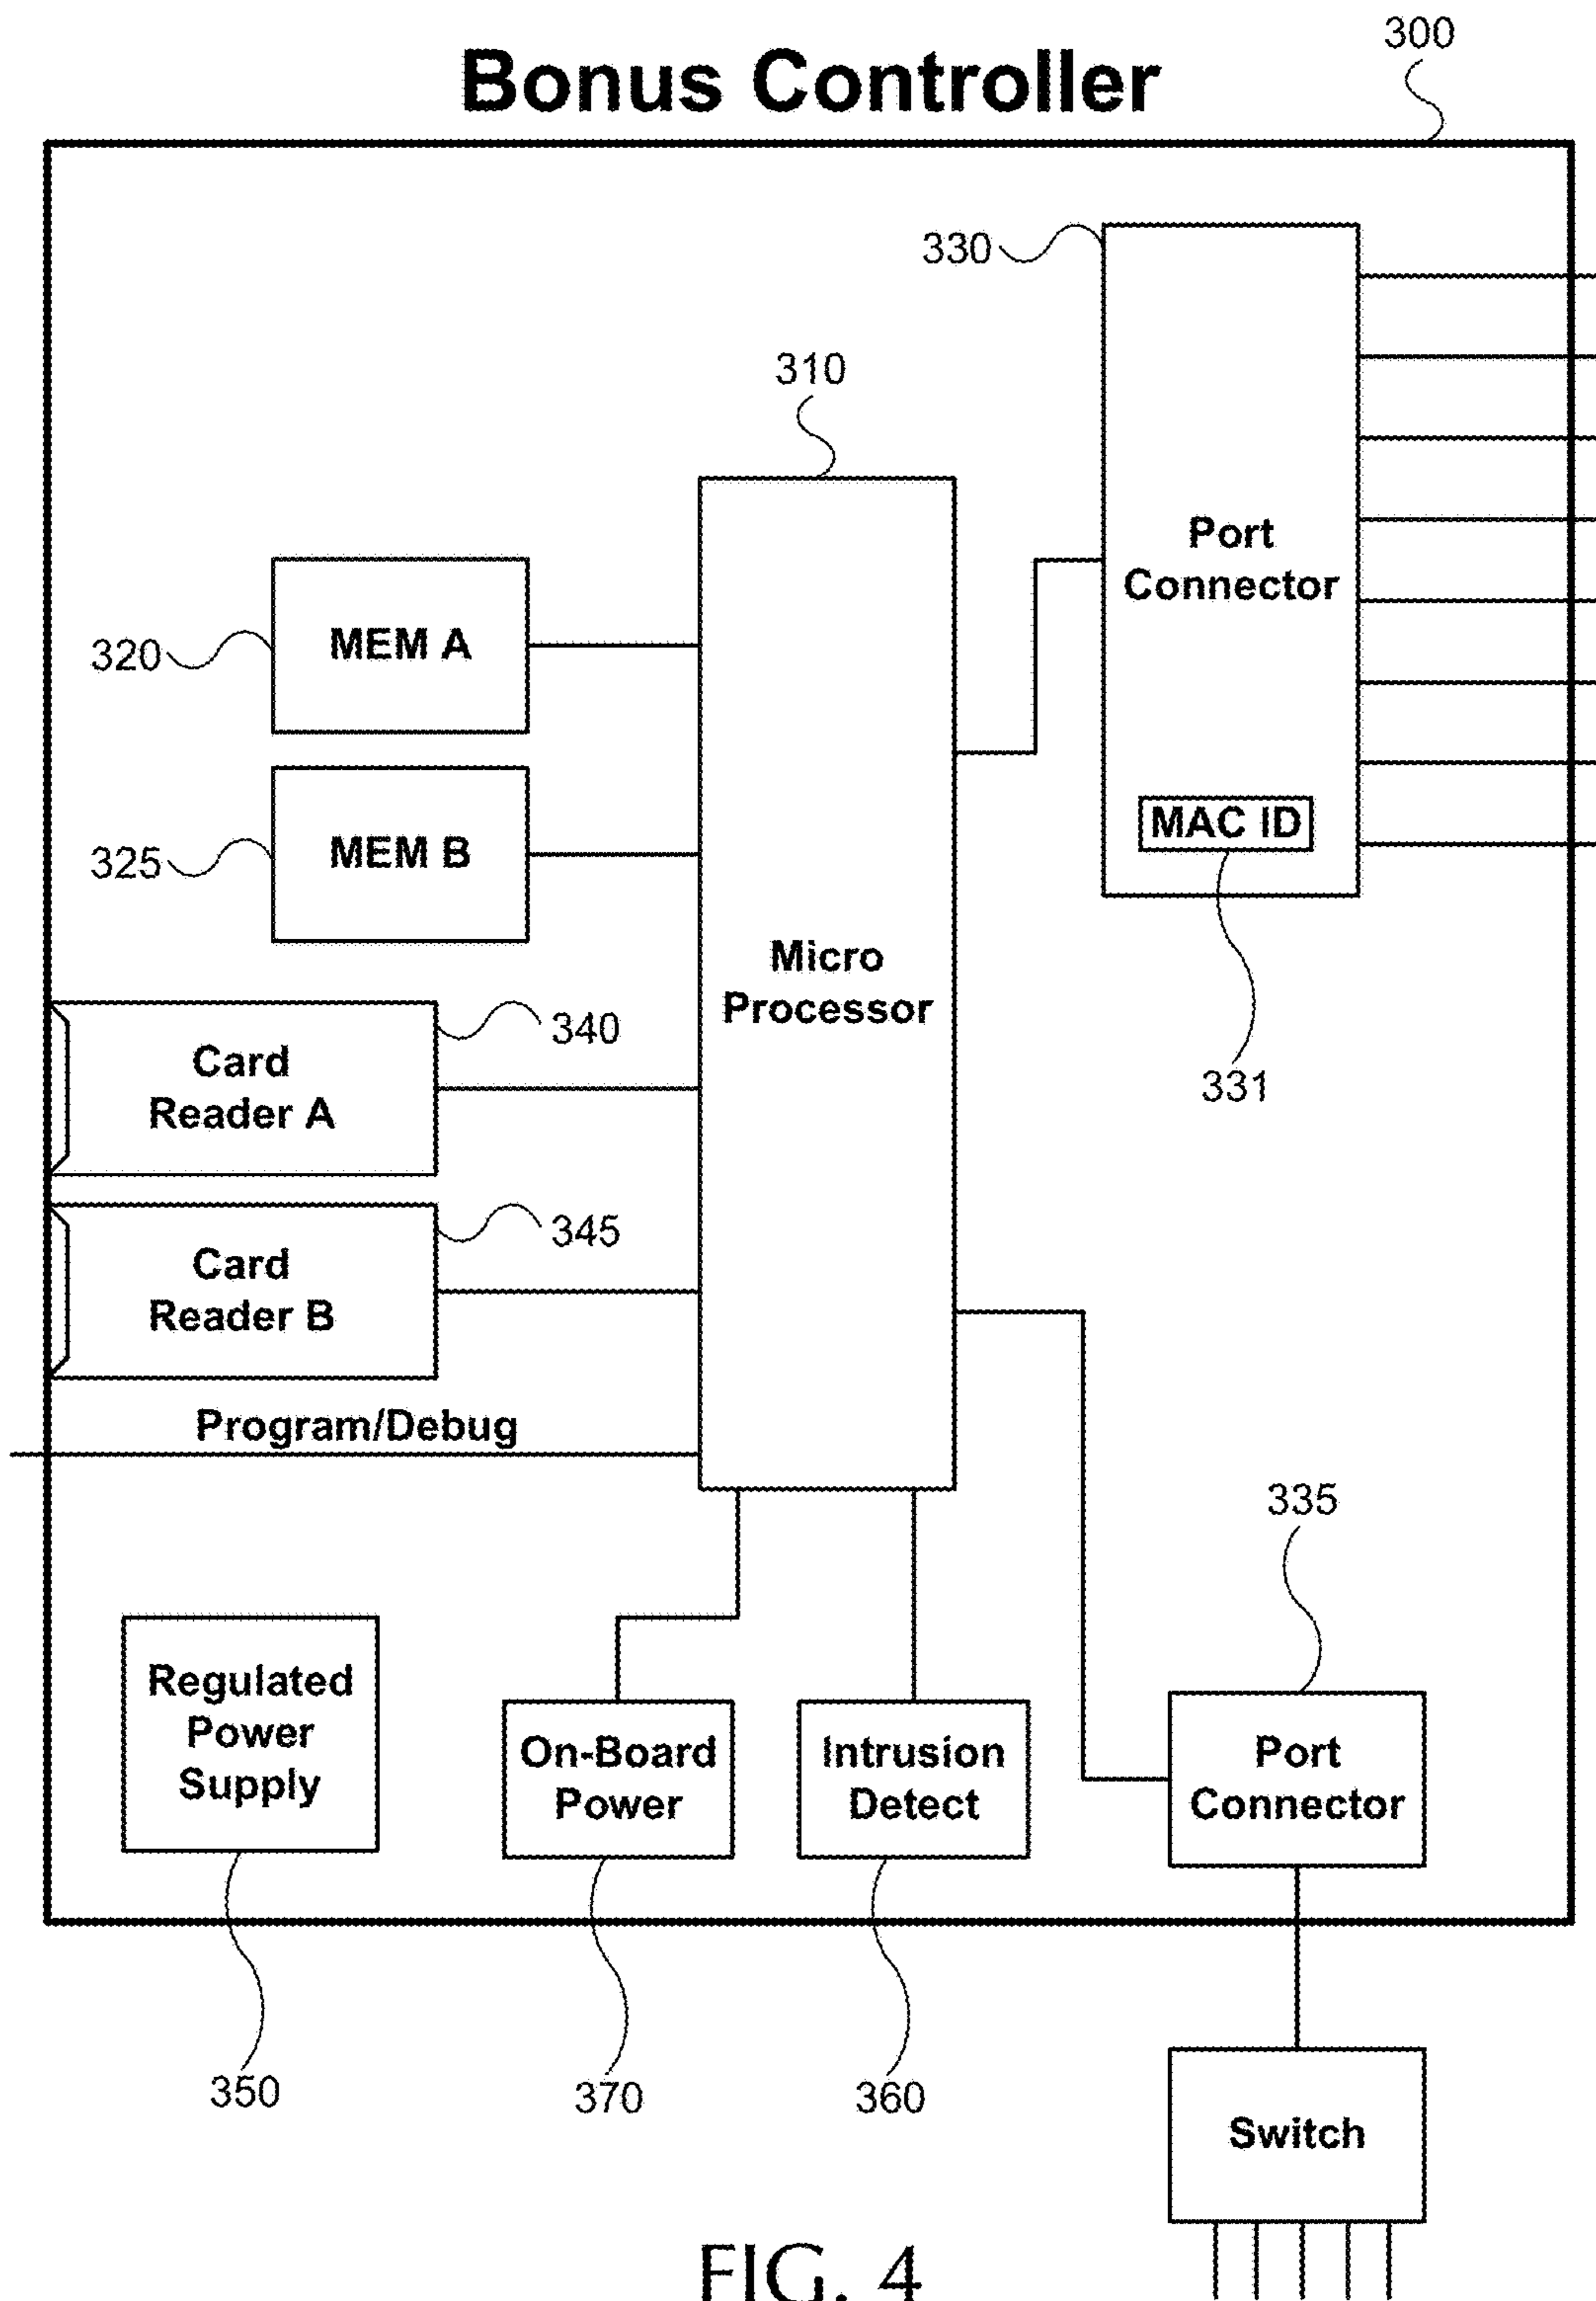 300
Bonus Controller
330
310
Port
Connector
MEM A
320
MAC ID
MEM B
325
Micro
Processor
340
Card
Reader A
331
345
Card
Reader B
Program/Debug
335
Regulated
Power
Supply
On-Board
Power
Intrusion
Detect
Port
Connector
350
370
360
Switch
FIG. 4